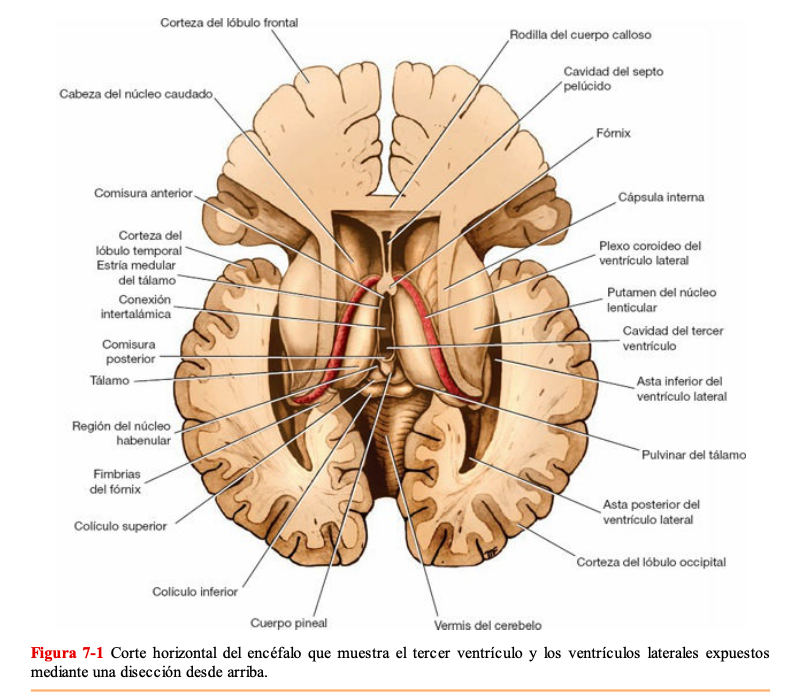 Corteza del lóbulo frontal
Rodilla del cuerpo calloso
Cavidad del septo
pelúcido
Cabeza del núcleo caudado
Fórnix
Comisura anterior
Cápsula interna
Corteza del
lóbulo temporal
Estría medular
del tálamo
Plexo coroideo del
ventrículo lateral
Conexión
intertalámica
Putamen del núcleo
lenticular
Cavidad del tercer
ventrículo
Comisura
posterior
Tálamo
Asta inferior del
ventrículo lateral
Región del núcleo
habenular
Pulvinar del tálamo
Fimbrias
del fórnix
Asta posterior del
ventrículo lateral
Colículo superior
Corteza del lóbulo occipital
Colículo inferior
Cuerpo pineal
Vermis del cerebelo
Figura 7-1 Corte horizontal del encéfalo que muestra el tercer ventrículo y los ventrículos laterales expuestos
mediante una disección desde arriba.